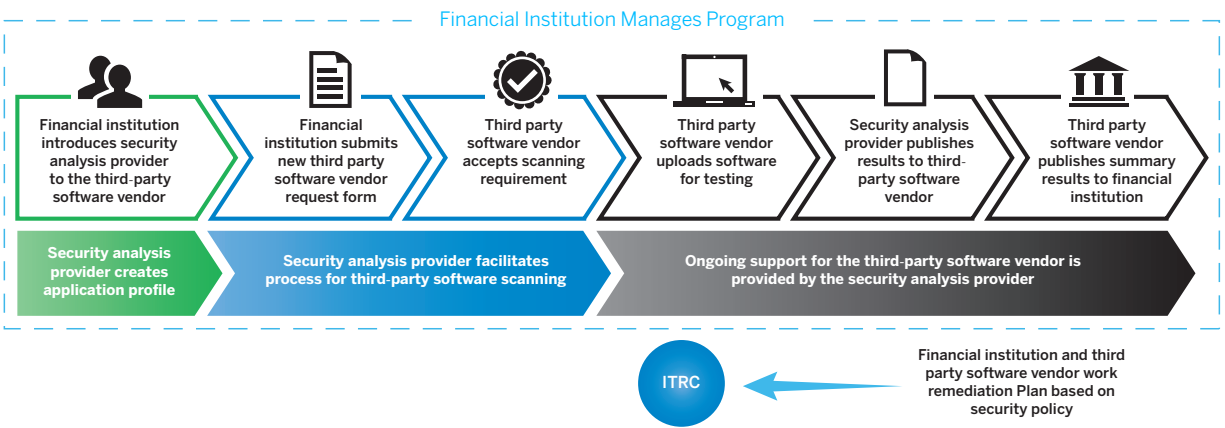 Financial Institution Manages Program
Financial institution
introduces security
analysis provider
to the third-party
software vendor
Financial
institution submits
new third party
software vendor
request form
Third party
software vendor
accepts scanning
requirement
Third party
software vendor
uploads software
for testing
Security analysis
provider publishes
results to third-
party software
vendor
Third party
software vendor
publishes summary
results to financial
institution
Security analysis
provider creates
application profile
Security analysis provider facilitates
process for third-party software scanning
Ongoing support for the third-party software vendor is
provided by the security analysis provider
ITRC
Financial institution and third
party software vendor work
remediation Plan based on
security policy